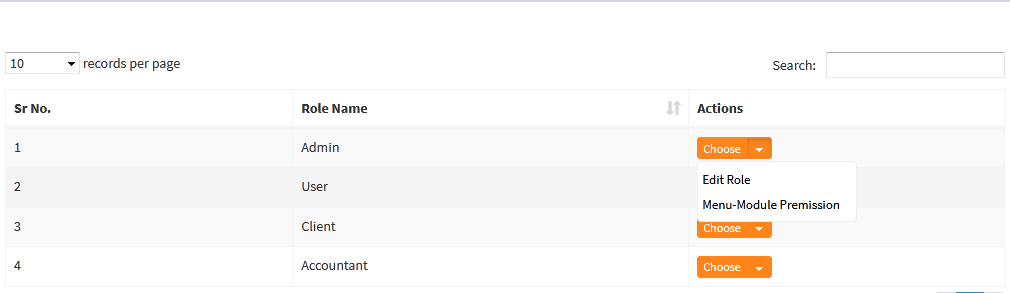 10 records per page
Search:
Sr No. Role Name Actions
1 Admin Choose
Edit Role
2 User
Menu-Module Premission
3 Client Choose
4 Accountant Choose